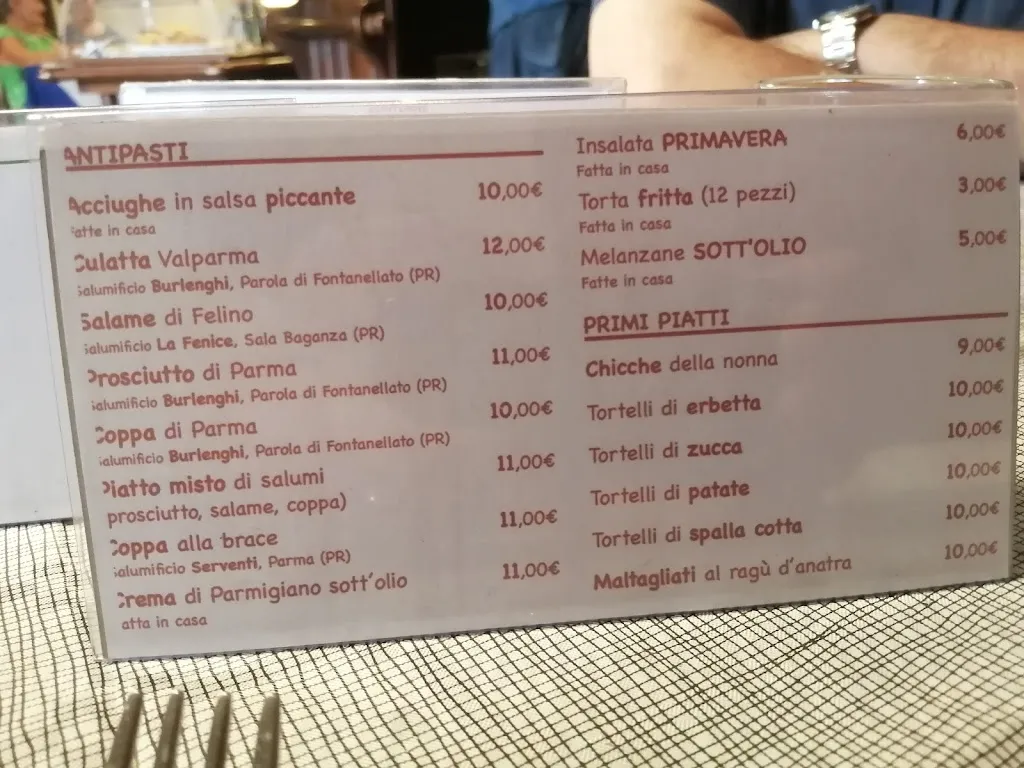 ANTIPASTI
Acciughe in salsa piccante 10,00€
Fatte in casa
Culatta Valparma 12,00€
Salumificio Burlenghi, Parola di Fontanellato (PR)
Salame di Felino 10,00€
Salumificio La Fenice, Sala Baganza (PR)
Prosciutto di Parma 11,00€
Salumificio Burlenghi, Parola di Fontanellato (PR)
Coppa di Parma 10,00€
Salumificio Burlenghi, Parola di Fontanellato (PR)
Piatto misto di salumi 11,00€
prosciutto, salame, coppa)
Coppa alla brace 11,00€
Salumificio Serventi, Parma (PR)
Crema di Parmigiano sott'olio 11,00€
atta in casa
Insalata PRIMAVERA 6,00€
Fatta in casa
Torta fritta (12 pezzi) 3,00€
Fatta in casa
Melanzane SOTT'OLIO 5,00€
Fatte in casa
PRIMI PIATTI
Chicche della nonna 9,00€
Tortelli di erbetta 10,00€
Tortelli di zucca 10,00€
Tortelli di patate 10,00€
Tortelli di spalla cotta 10,00€
Maltagliati al ragù d'anatra 10,00€